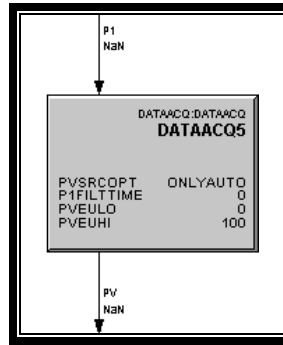 P1
NaN
DATAACQ:DATAACQ
DATAACQ5
PVSRCOPT ONLYAUTO
P1FILTTIME 0
PVEULO 0
PVEUHI 100
PV
NaN